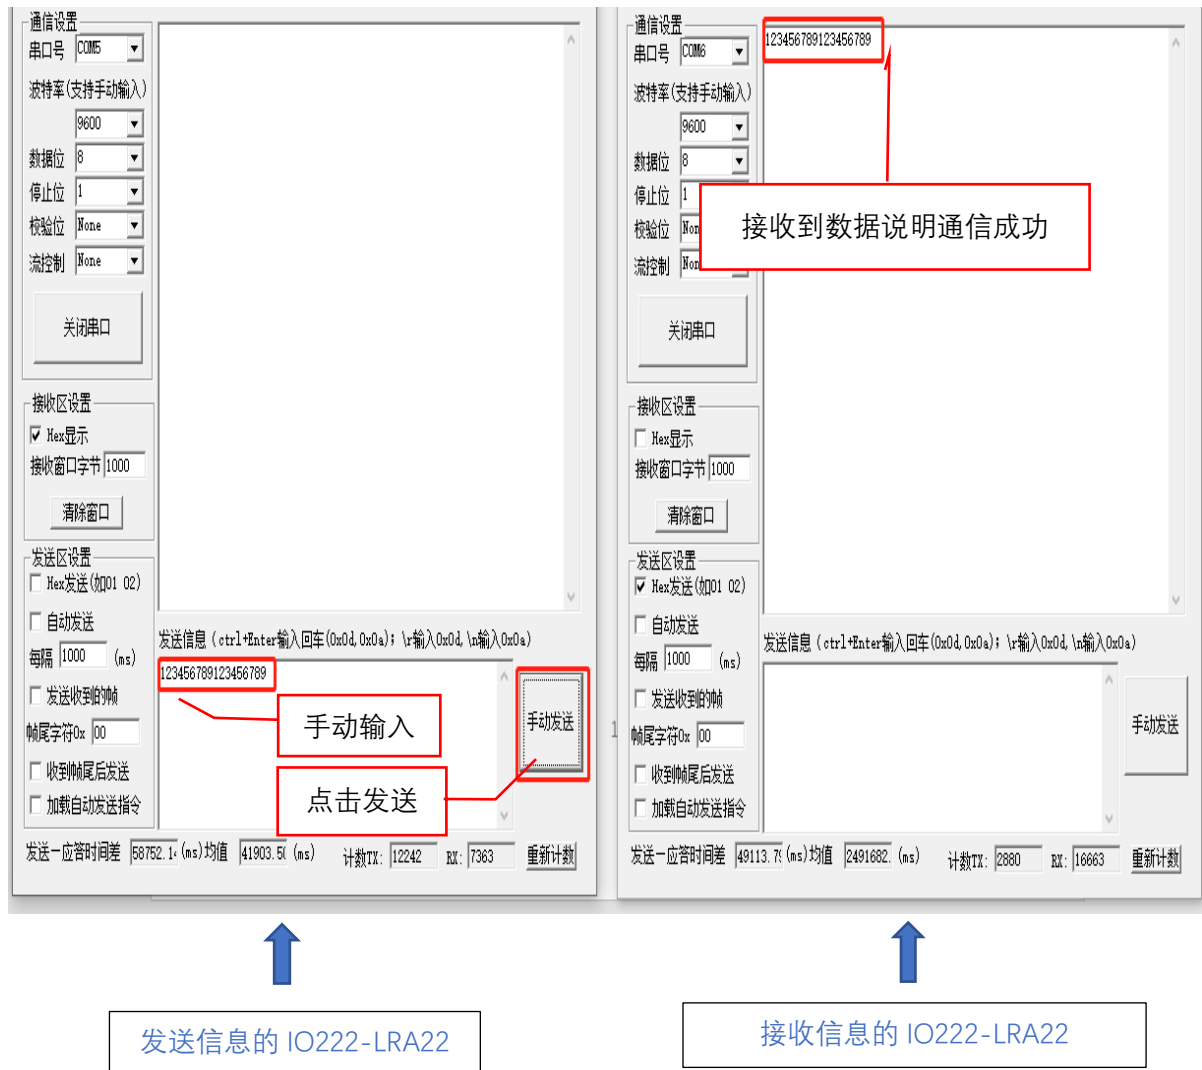 通信设置
串口号 COM5
波特率(支持手动输入)
9600
数据位 8
停止位 1
校验位 None
流控制 None
关闭串口
接收区设置
Hex显示
接收窗口字节 1000
清除窗口
发送区设置
Hex发送(如01 02)
自动发送
每隔 1000 (ms)
发送收到的帧
帧尾字符0x 00
收到帧尾后发送
加载自动发送指令
发送信息(ctrl+Enter输入回车(0x0d,0x0a); \r输入0x0d,\n输入0x0a)
123456789123456789
手动输入
点击发送
手动发送
发送-应答时间差 58752.1 (ms)均值 41903.5 (ms) 计数TX: 12242 RX: 7363 重新计数
发送信息的 IO222-LRA22
通信设置
串口号 COM6
波特率(支持手动输入)
9600
数据位 8
停止位 1
校验位 Non
流控制 Non
关闭串口
123456789123456789
接收到数据说明通信成功
接收区设置
Hex显示
接收窗口字节 1000
清除窗口
发送区设置
Hex发送(如01 02)
自动发送
每隔 1000 (ms)
发送收到的帧
帧尾字符0x 00
收到帧尾后发送
加载自动发送指令
发送信息(ctrl+Enter输入回车(0x0d,0x0a); \r输入0x0d,\n输入0x0a)
手动发送
发送-应答时间差 49113.7 (ms)均值 2491682. (ms) 计数TX: 2880 RX: 16663 重新计数
接收信息的 IO222-LRA22